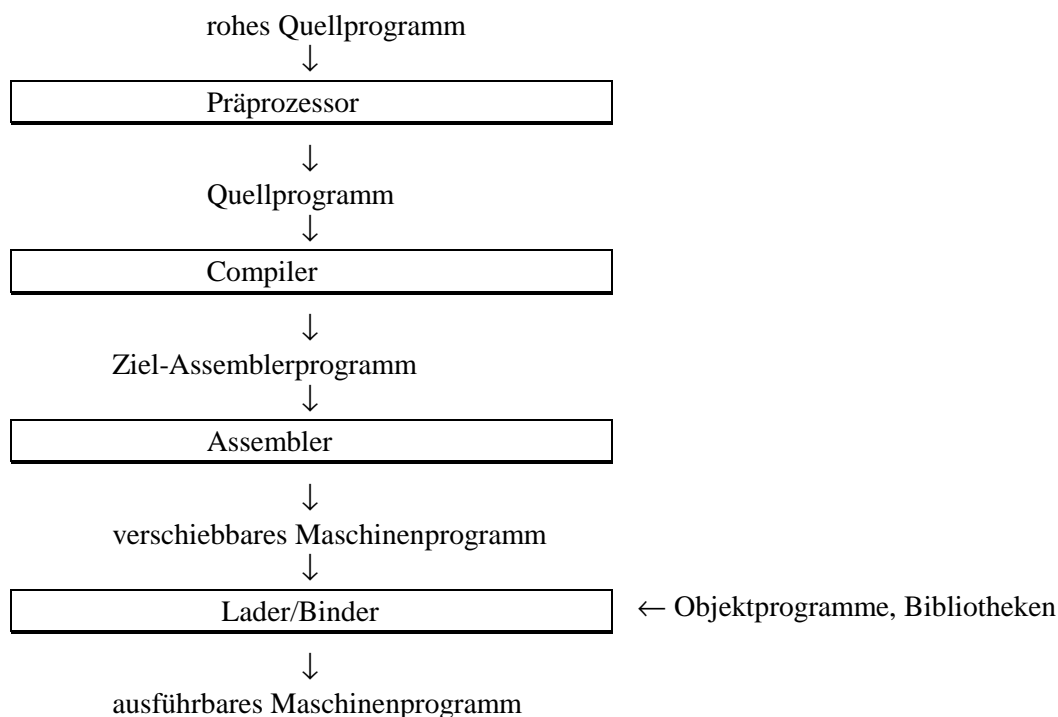 rohes Quellprogramm
↓
Präprozessor
↓
Quellprogramm
↓
Compiler
↓
Ziel-Assemblerprogramm
↓
Assembler
↓
verschiebbares Maschinenprogramm
↓
Lader/Binder ← Objektprogramme, Bibliotheken
↓
ausführbares Maschinenprogramm